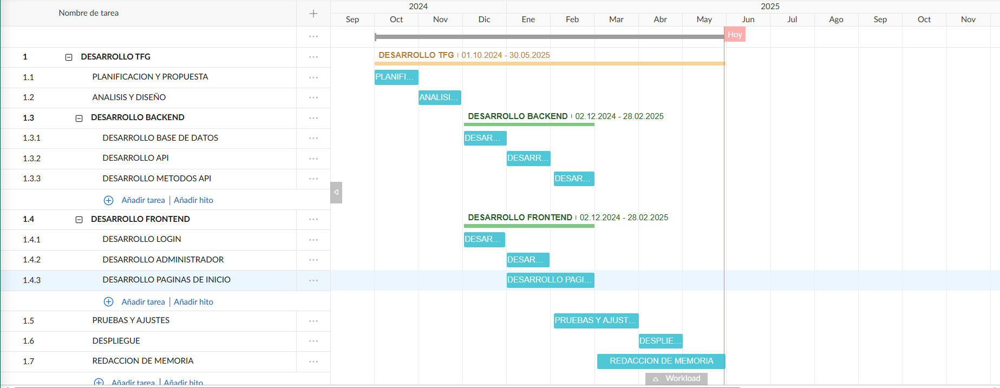 Nombre de tarea
2024 2025
Sep Oct Nov Dic Ene Feb Mar Abr May Jun Jul Ago Sep Oct Nov
Hoy
1 DESARROLLO TFG DESARROLLO TFG 01.10.2024 - 30.05.2025
1.1 PLANIFICACION Y PROPUESTA PLANIFI...
1.2 ANALISIS Y DISEÑO ANALISI...
1.3 DESARROLLO BACKEND DESARROLLO BACKEND 02.12.2024 - 28.02.2025
1.3.1 DESARROLLO BASE DE DATOS DESAR...
1.3.2 DESARROLLO API DESARR...
1.3.3 DESARROLLO METODOS API DESAR...
Añadir tarea | Añadir hito
1.4 DESARROLLO FRONTEND DESARROLLO FRONTEND 02.12.2024 - 28.02.2025
1.4.1 DESARROLLO LOGIN DESAR...
1.4.2 DESARROLLO ADMINISTRADOR DESAR...
1.4.3 DESARROLLO PAGINAS DE INICIO DESARROLLO PAGI...
Añadir tarea | Añadir hito
1.5 PRUEBAS Y AJUSTES PRUEBAS Y AJUST...
1.6 DESPLIEGUE DESPLIE...
1.7 REDACCION DE MEMORIA REDACCION DE MEMORIA
Añadir tarea | Añadir hito Workload